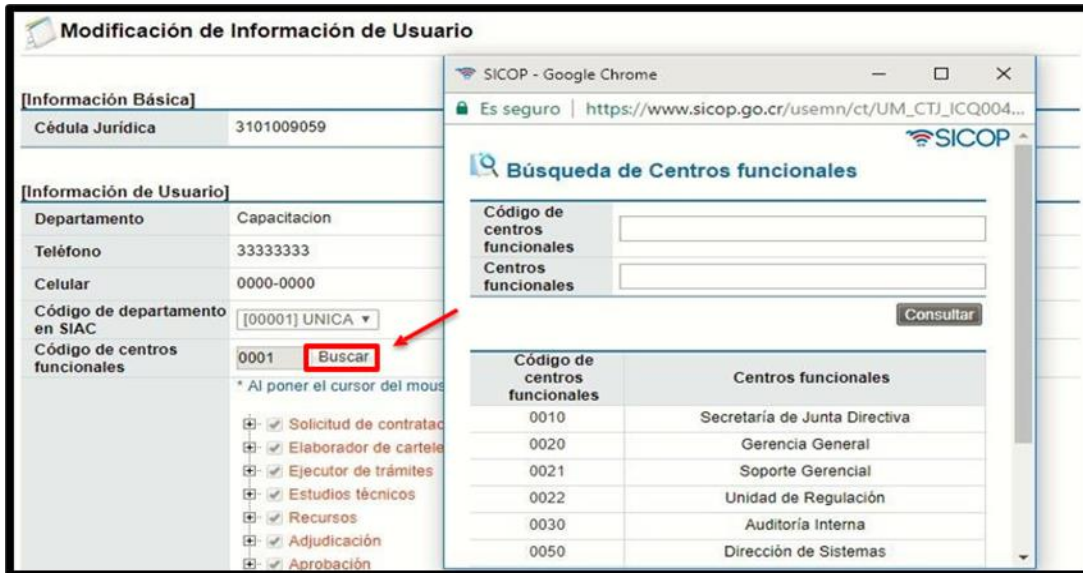 Modificación de Información de Usuario
[Información Básica]
Cédula Jurídica 3101009059
[Información de Usuario]
Departamento Capacitacion
Teléfono 33333333
Celular 0000-0000
Código de departamento
en SIAC
[00001] UNICA
Código de centros
funcionales
0001 Buscar
* Al poner el cursor del mous
Solicitud de contratac
Elaborador de cartele
Ejecutor de trámites
Estudios técnicos
Recursos
Adjudicación
Aprobación
SICOP - Google Chrome
Es seguro | https://www.sicop.go.cr/usemn/ct/UM_CTJ_ICQ004...
SICOP
Búsqueda de Centros funcionales
Código de
centros
funcionales
Centros
funcionales
Consultar
Código de
centros
funcionales
Centros funcionales
0010 Secretaría de Junta Directiva
0020 Gerencia General
0021 Soporte Gerencial
0022 Unidad de Regulación
0030 Auditoría Interna
0050 Dirección de Sistemas